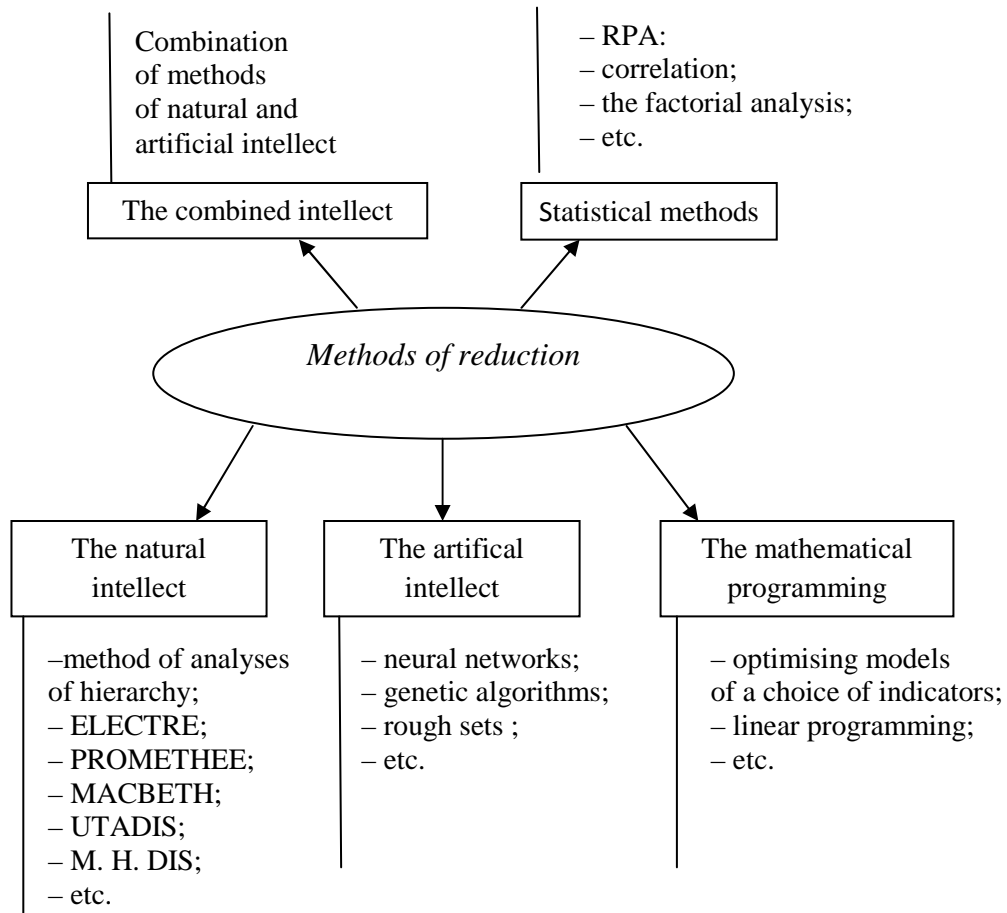 Combination
of methods
of natural and
artificial intellect
The combined intellect
– RPA:
– correlation;
– the factorial analysis;
– etc.
Statistical methods
Methods of reduction
The natural
intellect
–method of analyses
of hierarchy;
– ELECTRE;
– PROMETHEE;
– MACBETH;
– UTADIS;
– M. H. DIS;
– etc.
The artifical
intellect
– neural networks;
– genetic algorithms;
– rough sets ;
– etc.
The mathematical
programming
– optimising models
of a choice of indicators;
– linear programming;
– etc.